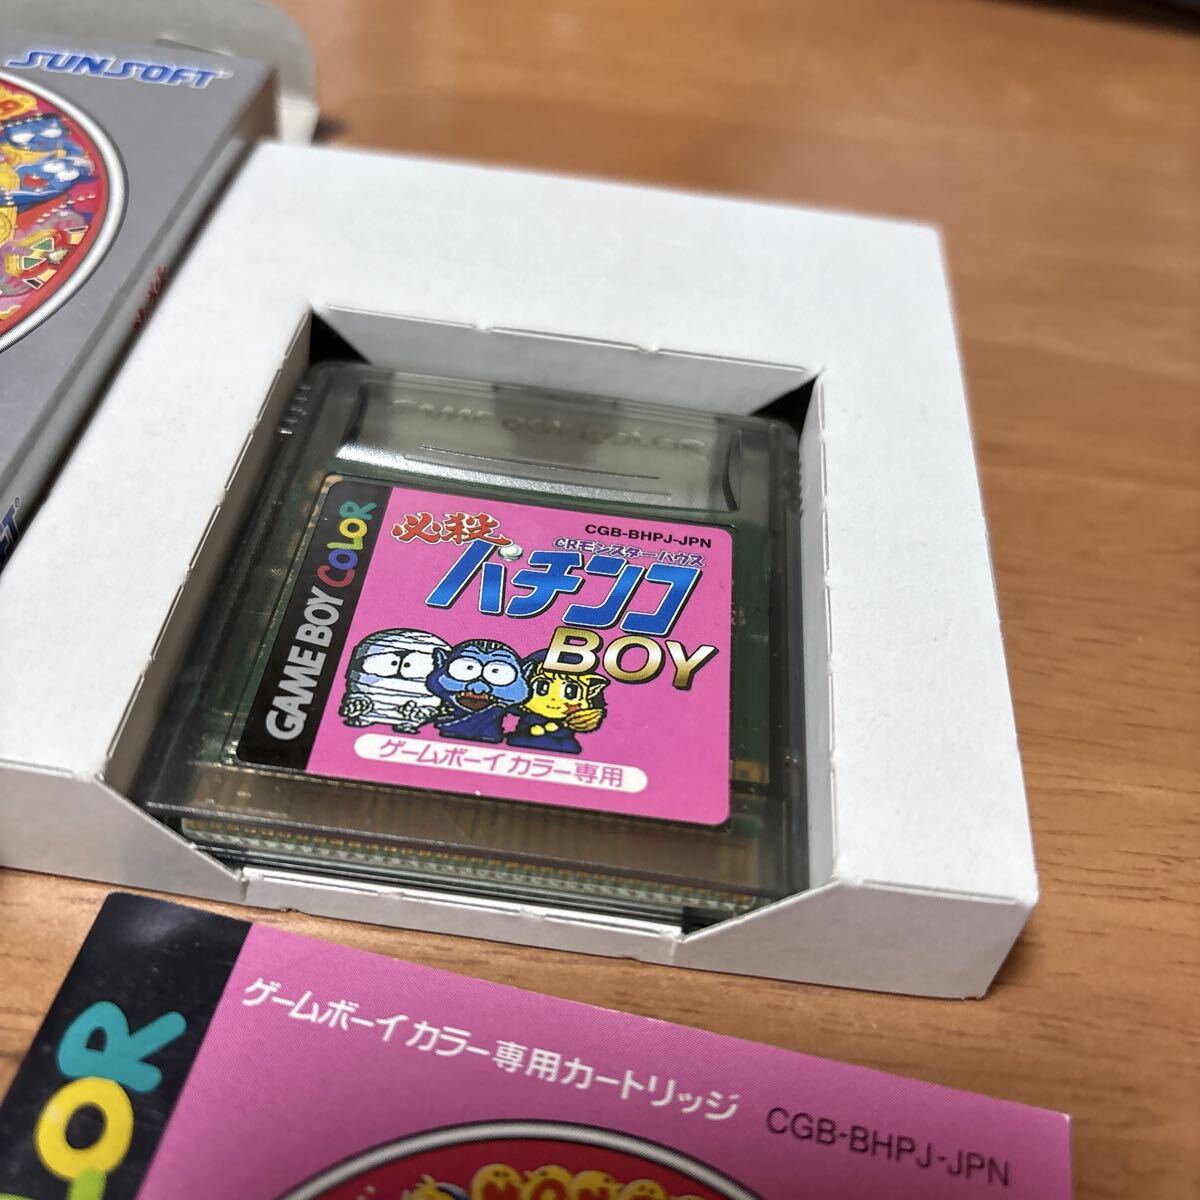 SUNSOFT
GAME BOY COLOR
GAME BOY COLOR
CGB-BHPJ-JPN
必殺
CRモンスターハウス
パチンコ
BOY
ゲームボーイ カラー専用
ゲームボーイ カラー専用カートリッジ
CGB-BHPJ-JPN